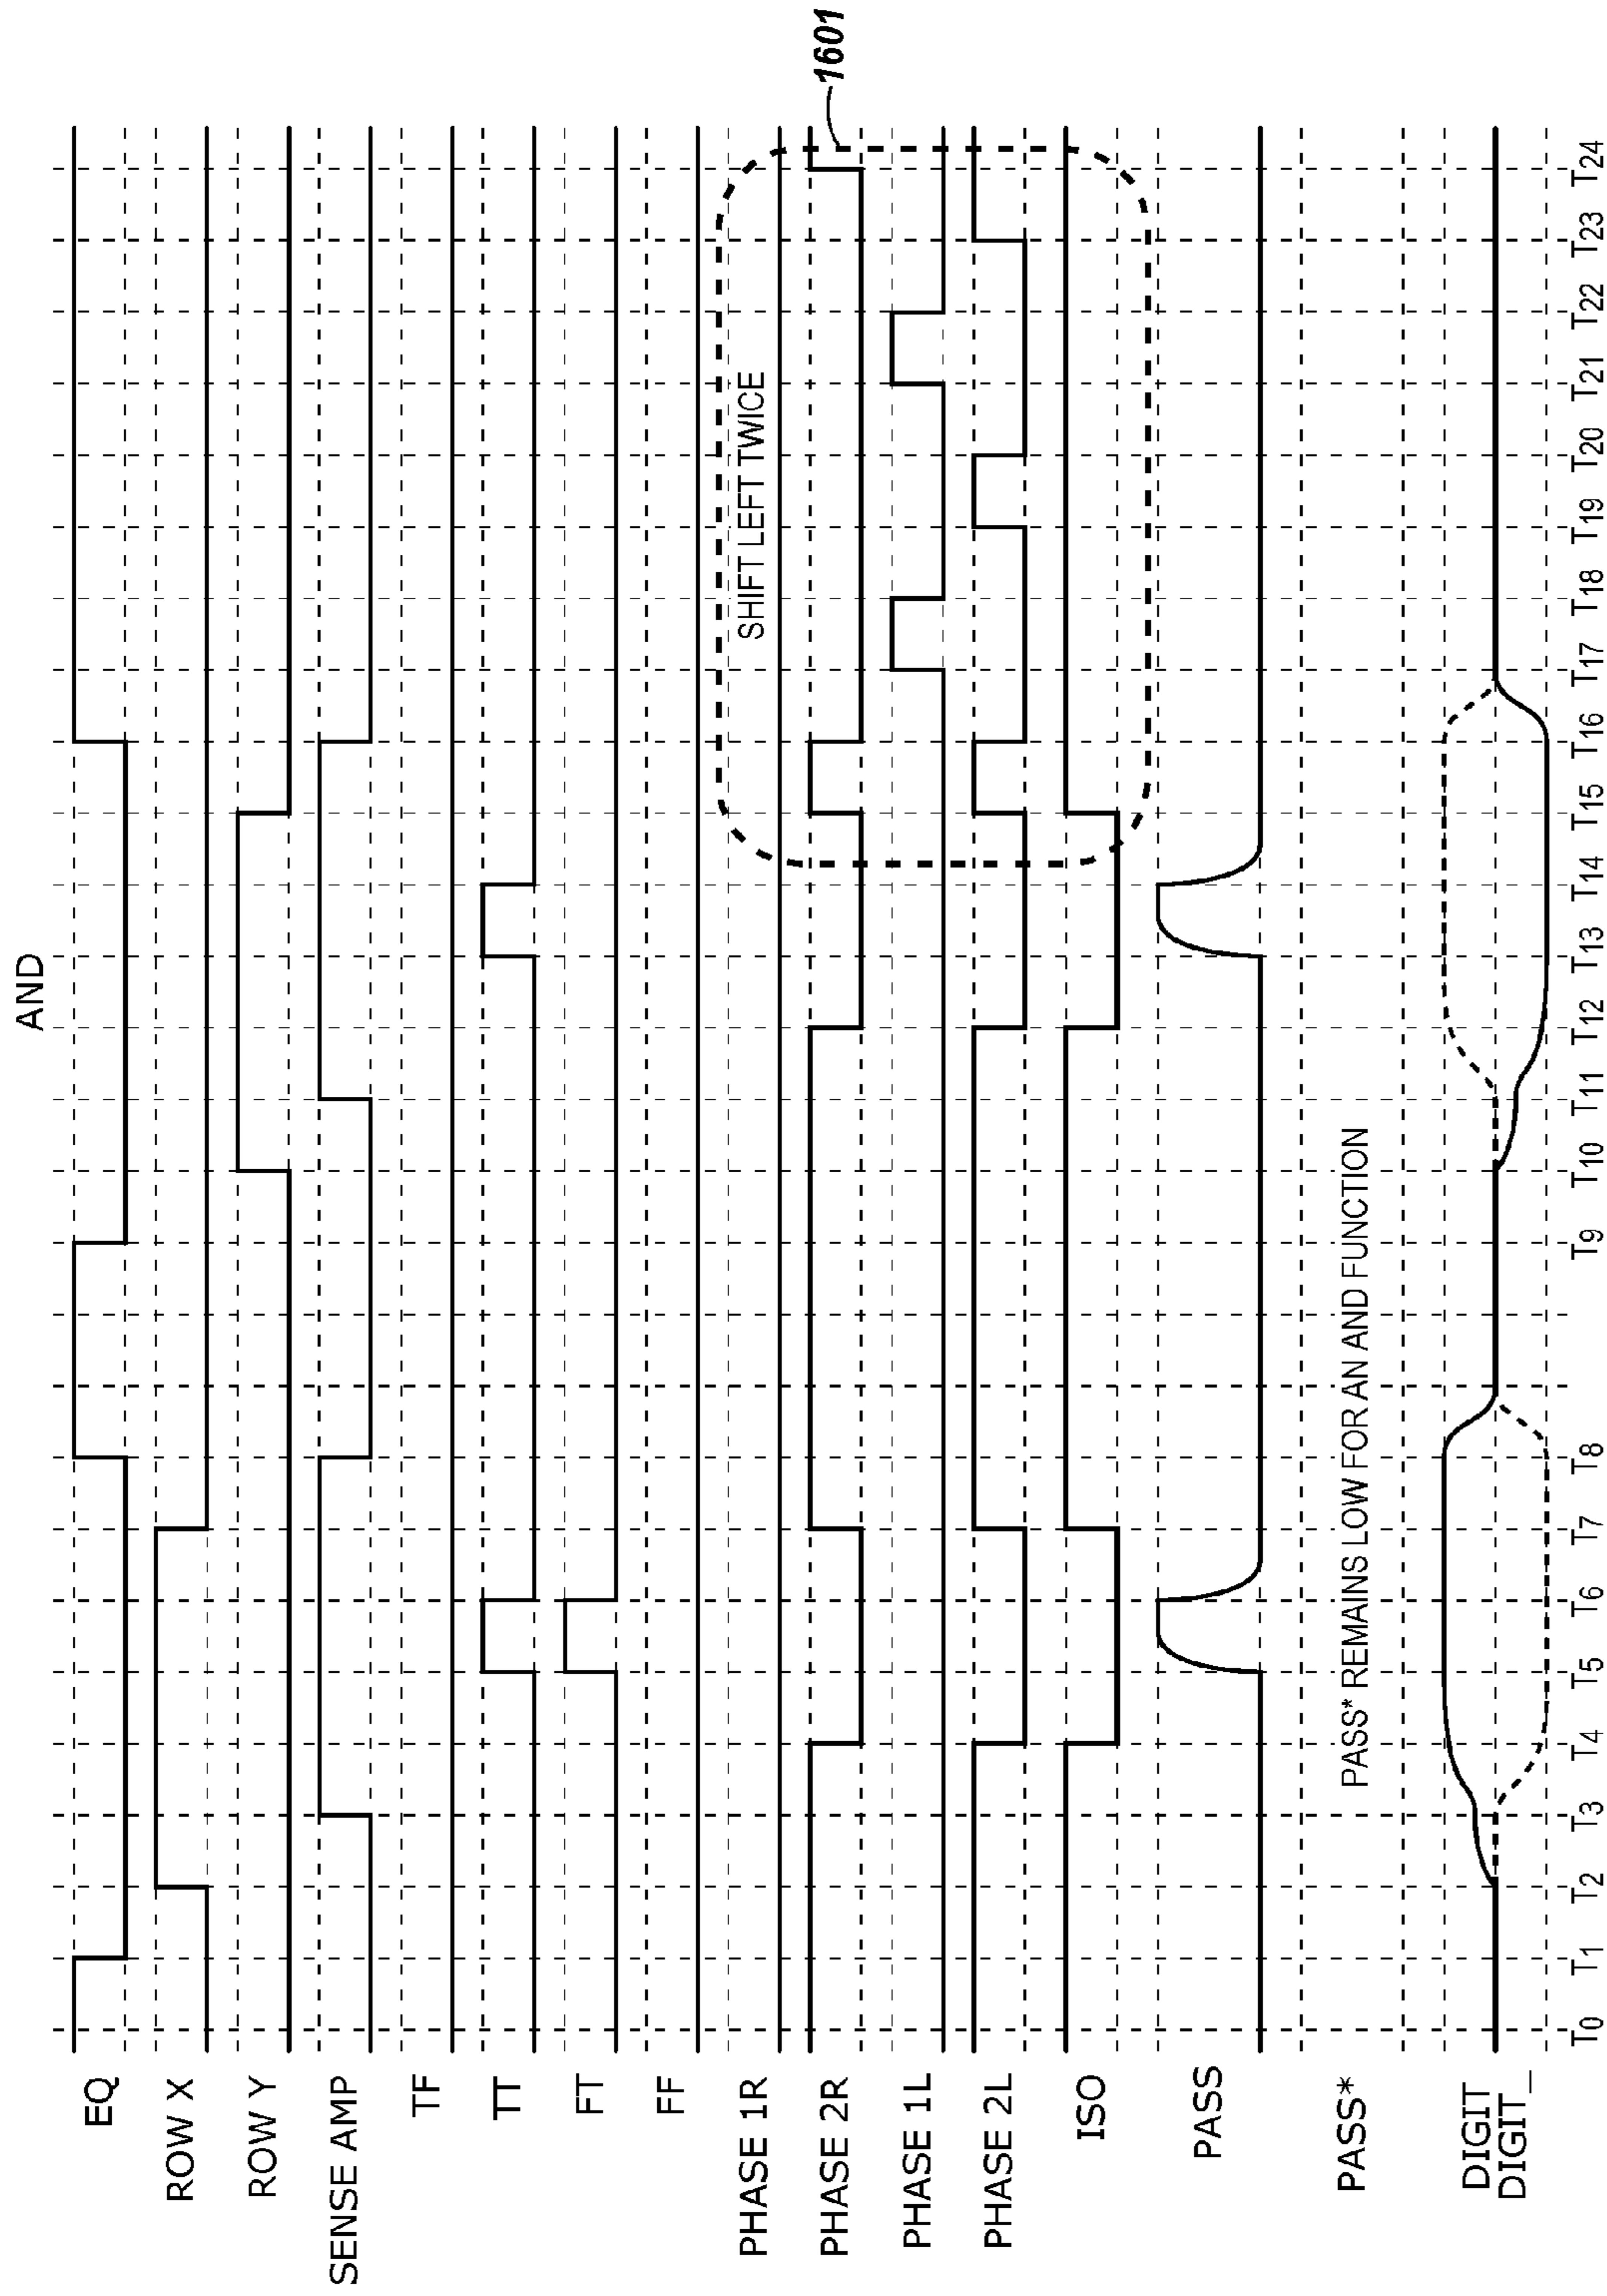 AND
EQ
ROW X
ROW Y
SENSE AMP
TF
TT
FT
FF
PHASE 1R
SHIFT LEFT TWICE
PHASE 2R
1601
PHASE 1L
PHASE 2L
ISO
PASS
PASS*
PASS* REMAINS LOW FOR AN AND FUNCTION
DIGIT
DIGIT_
T0 T1 T2 T3 T4 T5 T6 T7 T8 T9 T10 T11 T12 T13 T14 T15 T16 T17 T18 T19 T20 T21 T22 T23 T24